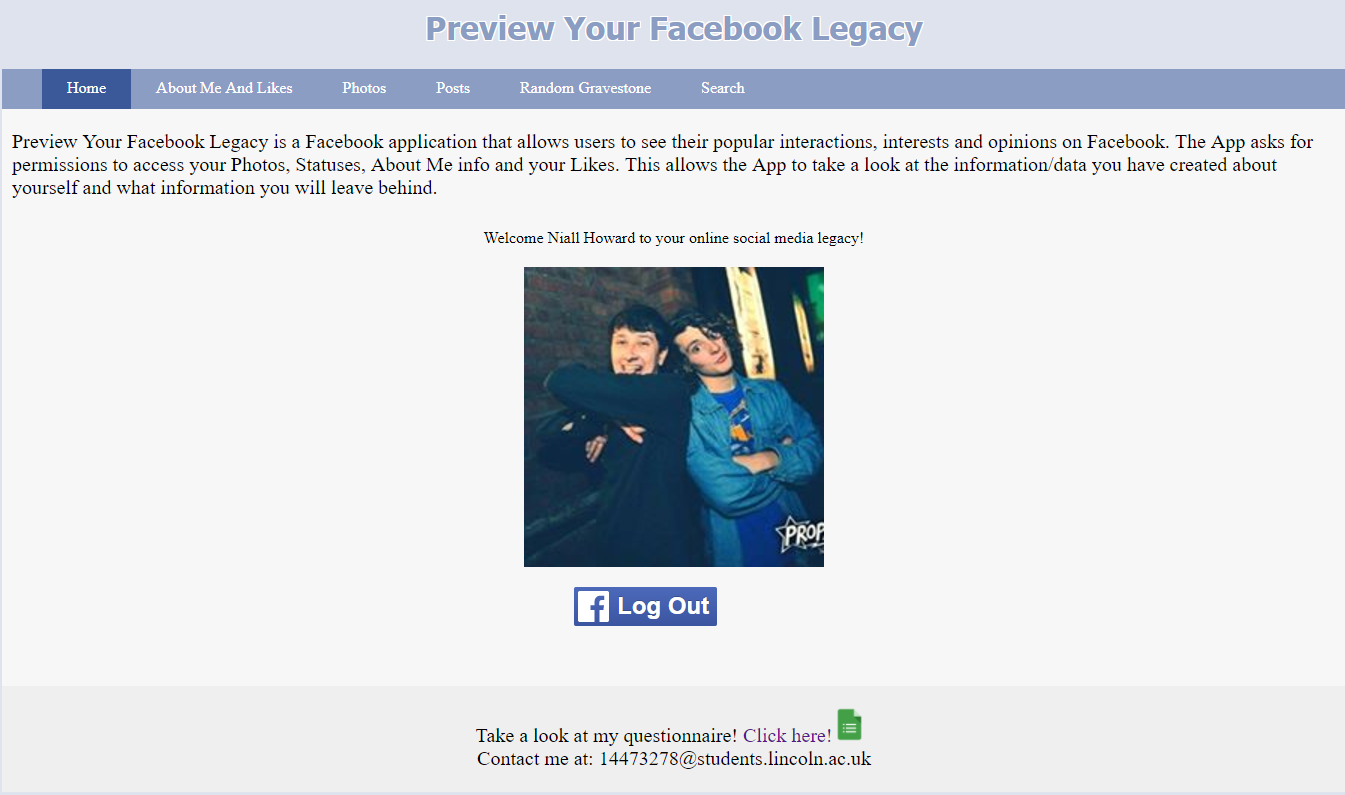 Preview Your Facebook Legacy
Home About Me And Likes Photos Posts Random Gravestone Search
Preview Your Facebook Legacy is a Facebook application that allows users to see their popular interactions, interests and opinions on Facebook. The App asks for
permissions to access your Photos, Statuses, About Me info and your Likes. This allows the App to take a look at the information/data you have created about
yourself and what information you will leave behind.
Welcome Niall Howard to your online social media legacy!
PROP
Log Out
Take a look at my questionnaire! Click here!
Contact me at: 14473278@students.lincoln.ac.uk